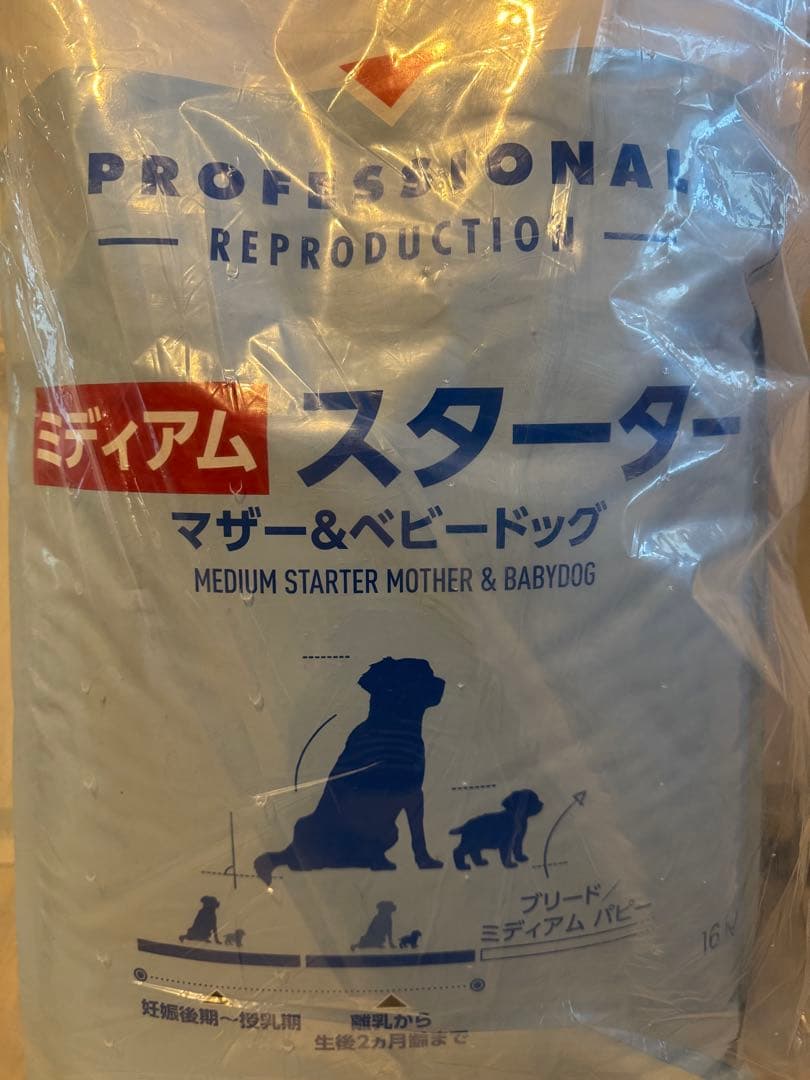 PROFESSIONAL
REPRODUCTION
ミディアム スターター
マザー&ベビードッグ
MEDIUM STARTER MOTHER & BABYDOG
ブリード/
ミディアム パピー
16
妊娠後期〜授乳期
離乳から
生後2ヵ月齢まで